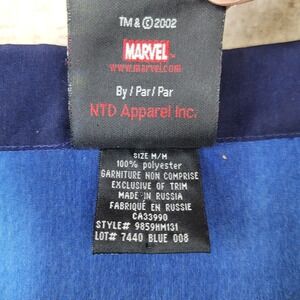 TM & © 2002
MARVEL
www.marvel.com
By / Par / Par
NTD Apparel Inc.
SIZE M/M
100% polyester
GARNITURE NON COMPRISE
EXCLUSIVE OF TRIM
MADE IN RUSSIA
FABRIQUÉ EN RUSSIE
CA33990
STYLE# 9859HM131
LOT# 7440 BLUE 008